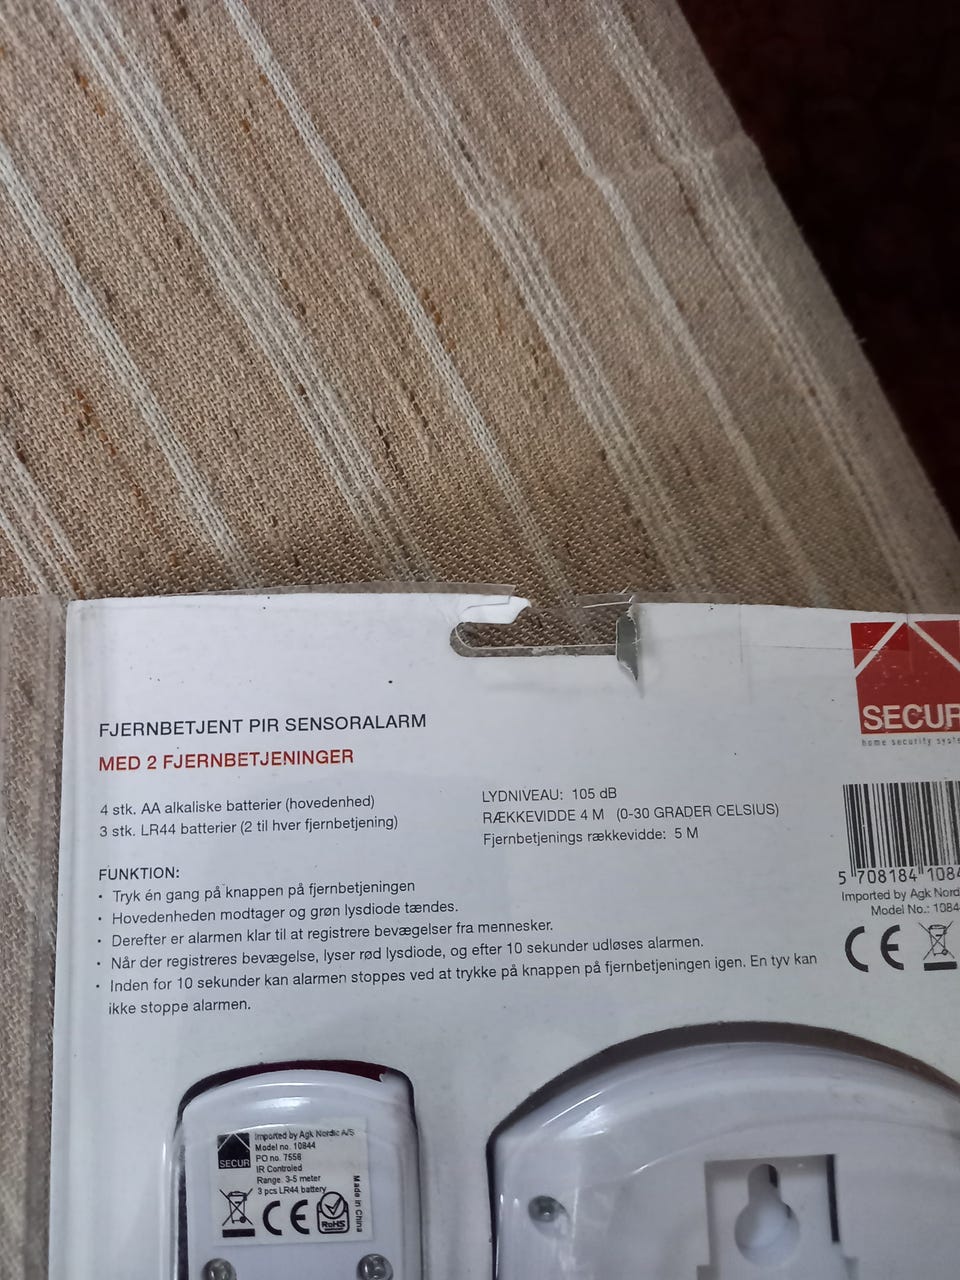 FJERNBETJENT PIR SENSORALARM
MED 2 FJERNBETJENINGER
4 stk. AA alkaliske batterier (hovedenhed)
3 stk. LR44 batterier (2 til hver fjernbetjening)
LYDNIVEAU: 105 dB
RÆKKEVIDDE 4 M (0-30 GRADER CELSIUS)
Fjernbetjenings rækkevidde: 5 M
FUNKTION:
• Tryk én gang på knappen på fjernbetjeningen
• Hovedenheden modtager og grøn lysdiode tændes.
• Derefter er alarmen klar til at registrere bevægelser fra mennesker.
• Når der registreres bevægelse, lyser rød lysdiode, og efter 10 sekunder udløses alarmen.
• Inden for 10 sekunder kan alarmen stoppes ved at trykke på knappen på fjernbetjeningen igen. En tyv kan
ikke stoppe alarmen.
SECUR
home security syste
5 708184 1084
Imported by Agk Nord
Model No.: 1084
CE
SECUR
Imported by Agk Nordic A/S
Model no. 10844
PO no. 7558
IR Controled
Range. 3-5 meter
3 pcs LR44 battery
CE
RoHS
Made in China